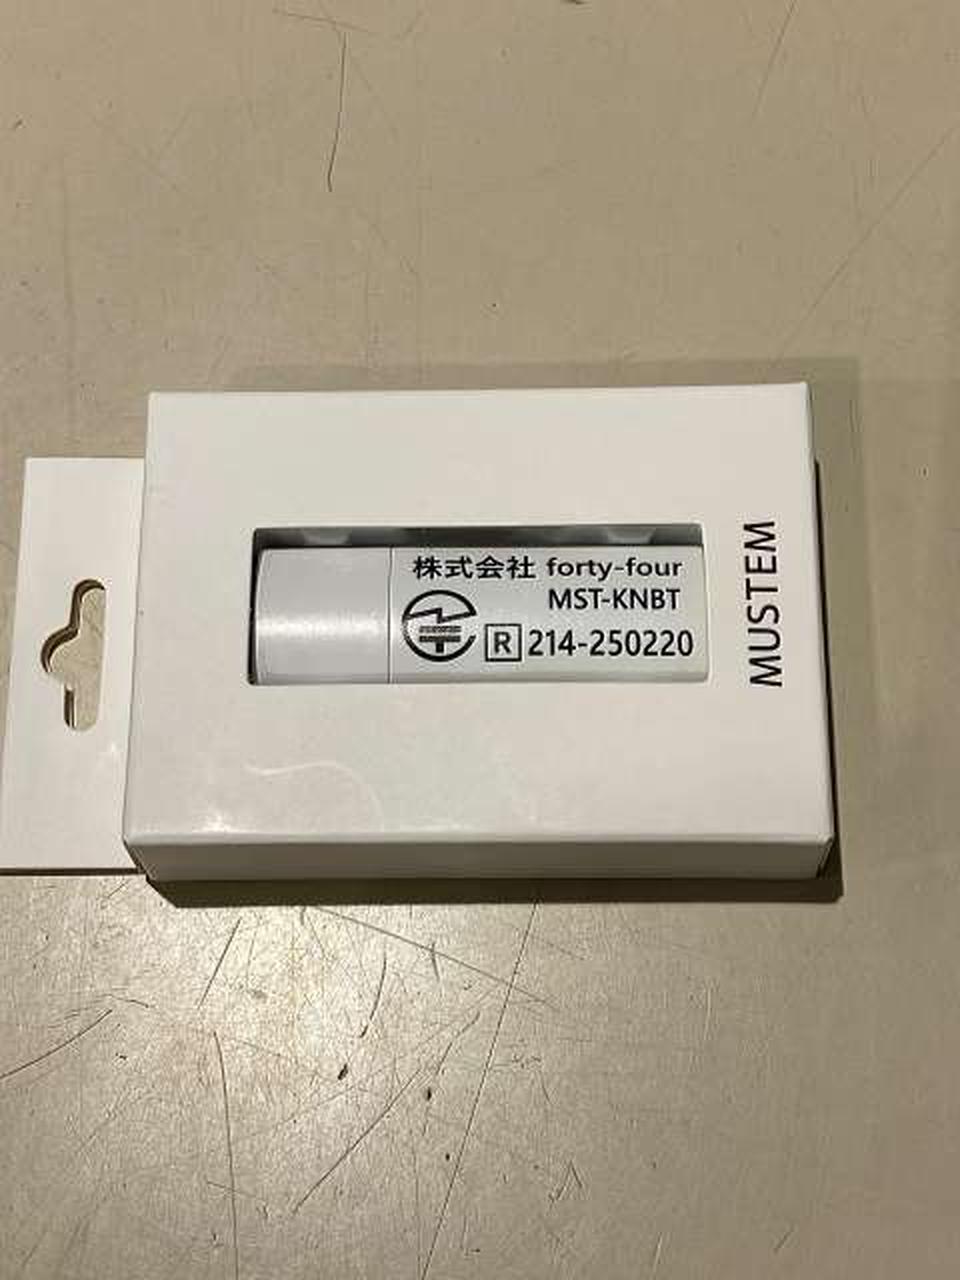 株式会社 forty-four
MST-KNBT
R 214-250220
MUSTEM